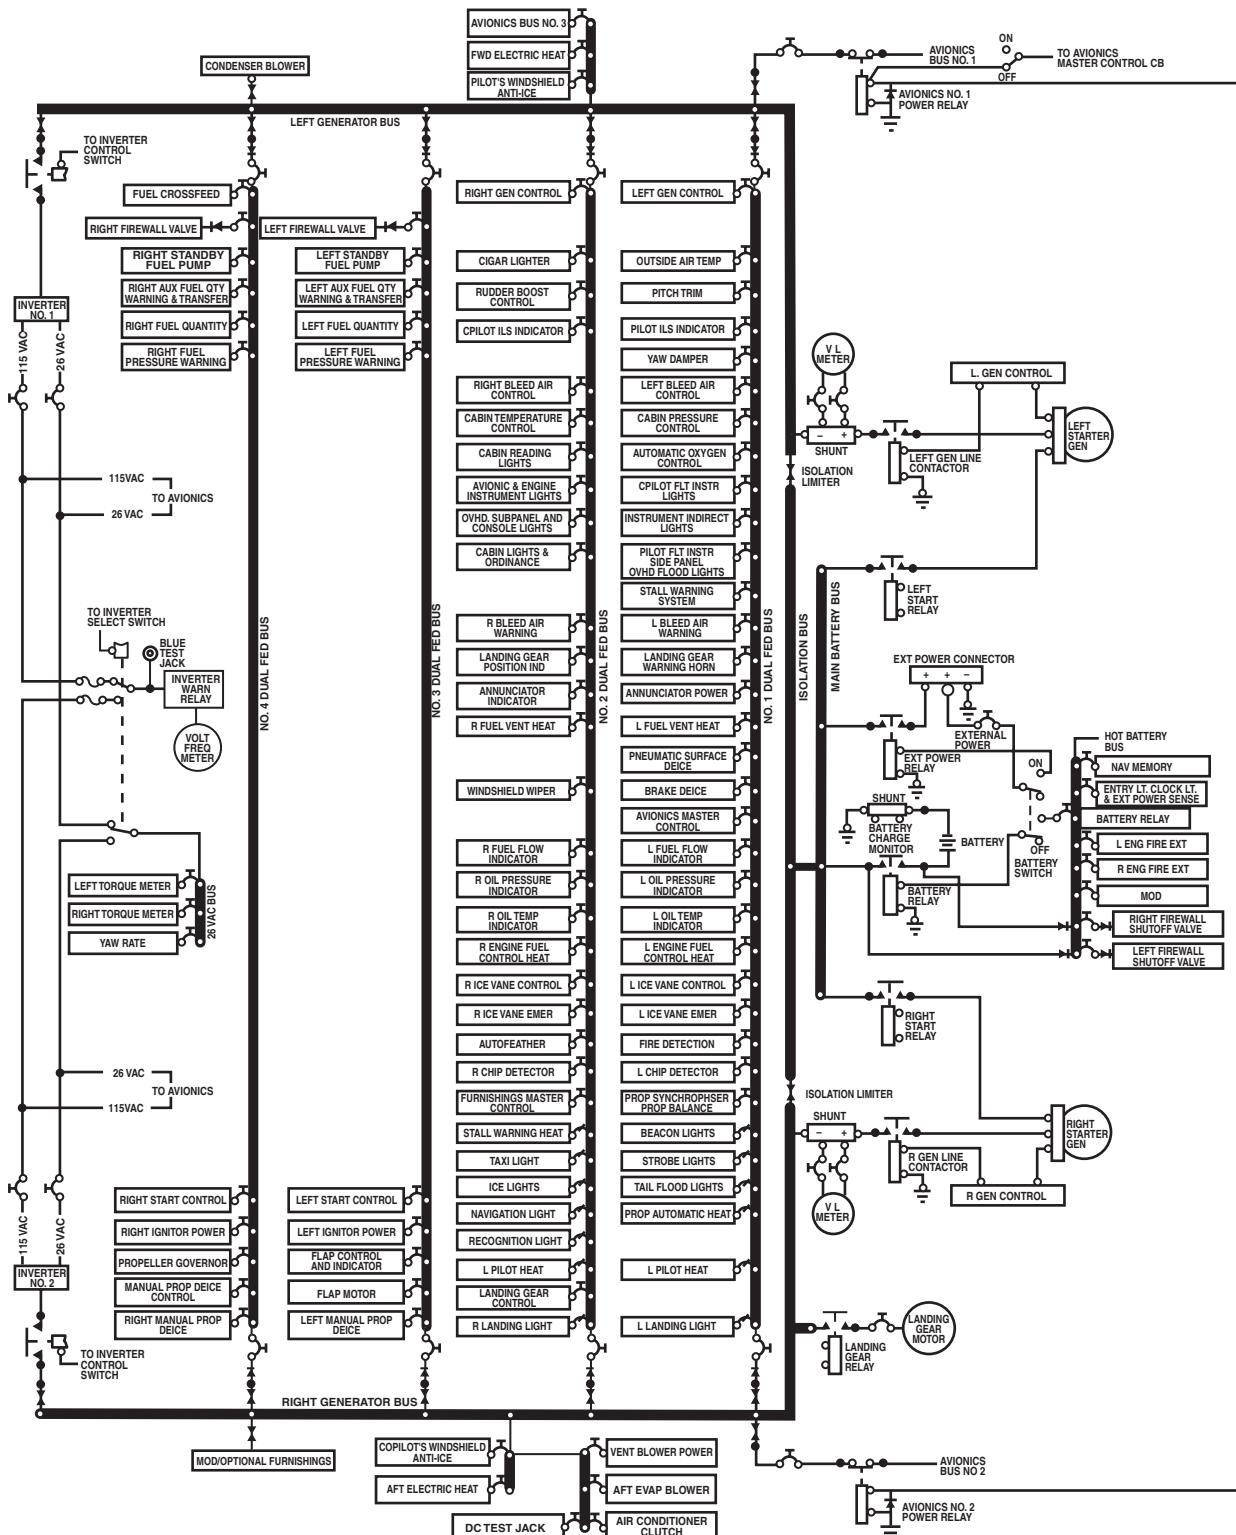 AVIONICS BUS NO. 3
FWD ELECTRIC HEAT
PILOT'S WINDSHIELD
ANTI-ICE
CONDENSER BLOWER
LEFT GENERATOR BUS
ON
AVIONICS
BUS NO. 1
TO AVIONICS
MASTER CONTROL CB
OFF
AVIONICS NO. 1
POWER RELAY
TO INVERTER
CONTROL
SWITCH
INVERTER
NO. 1
115 VAC
26 VAC
115VAC
TO AVIONICS
26 VAC
TO INVERTER
SELECT SWITCH
BLUE
TEST
JACK
INVERTER
WARN
RELAY
VOLT
FREQ
METER
LEFT TORQUE METER
RIGHT TORQUE METER
YAW RATE
26 VAC BUS
26 VAC
TO AVIONICS
115VAC
115 VAC
26 VAC
INVERTER
NO. 2
TO INVERTER
CONTROL
SWITCH
FUEL CROSSFEED
RIGHT FIREWALL VALVE
RIGHT STANDBY
FUEL PUMP
RIGHT AUX FUEL QTY
WARNING & TRANSFER
RIGHT FUEL QUANTITY
RIGHT FUEL
PRESSURE WARNING
NO. 4 DUAL FED BUS
RIGHT START CONTROL
RIGHT IGNITOR POWER
PROPELLER GOVERNOR
MANUAL PROP DEICE
CONTROL
RIGHT MANUAL PROP
DEICE
LEFT FIREWALL VALVE
LEFT STANDBY
FUEL PUMP
LEFT AUX FUEL QTY
WARNING & TRANSFER
LEFT FUEL QUANTITY
LEFT FUEL
PRESSURE WARNING
NO. 3 DUAL FED BUS
LEFT START CONTROL
LEFT IGNITOR POWER
FLAP CONTROL
AND INDICATOR
FLAP MOTOR
LEFT MANUAL PROP
DEICE
RIGHT GEN CONTROL
CIGAR LIGHTER
RUDDER BOOST
CONTROL
CPILOT ILS INDICATOR
RIGHT BLEED AIR
CONTROL
CABIN TEMPERATURE
CONTROL
CABIN READING
LIGHTS
AVIONIC & ENGINE
INSTRUMENT LIGHTS
OVHD. SUBPANEL AND
CONSOLE LIGHTS
CABIN LIGHTS &
ORDINANCE
R BLEED AIR
WARNING
LANDING GEAR
POSITION IND
ANNUNCIATOR
INDICATOR
R FUEL VENT HEAT
WINDSHIELD WIPER
R FUEL FLOW
INDICATOR
R OIL PRESSURE
INDICATOR
R OIL TEMP
INDICATOR
R ENGINE FUEL
CONTROL HEAT
R ICE VANE CONTROL
R ICE VANE EMER
AUTOFEATHER
R CHIP DETECTOR
FURNISHINGS MASTER
CONTROL
STALL WARNING HEAT
TAXI LIGHT
ICE LIGHTS
NAVIGATION LIGHT
RECOGNITION LIGHT
L PILOT HEAT
LANDING GEAR
CONTROL
R LANDING LIGHT
NO. 2 DUAL FED BUS
LEFT GEN CONTROL
OUTSIDE AIR TEMP
PITCH TRIM
PILOT ILS INDICATOR
YAW DAMPER
LEFT BLEED AIR
CONTROL
CABIN PRESSURE
CONTROL
AUTOMATIC OXYGEN
CONTROL
CPILOT FLT INSTR
LIGHTS
INSTRUMENT INDIRECT
LIGHTS
PILOT FLT INSTR
SIDE PANEL
OVHD FLOOD LIGHTS
STALL WARNING
SYSTEM
L BLEED AIR
WARNING
LANDING GEAR
WARNING HORN
ANNUNCIATOR POWER
L FUEL VENT HEAT
PNEUMATIC SURFACE
DEICE
BRAKE DEICE
AVIONICS MASTER
CONTROL
L FUEL FLOW
INDICATOR
L OIL PRESSURE
INDICATOR
L OIL TEMP
INDICATOR
L ENGINE FUEL
CONTROL HEAT
L ICE VANE CONTROL
L ICE VANE EMER
FIRE DETECTION
L CHIP DETECTOR
PROP SYNCHROPHSER
PROP BALANCE
BEACON LIGHTS
STROBE LIGHTS
TAIL FLOOD LIGHTS
PROP AUTOMATIC HEAT
L PILOT HEAT
L LANDING LIGHT
NO. 1 DUAL FED BUS
ISOLATION BUS
MAIN BATTERY BUS
V L
METER
– +
SHUNT
ISOLATION
LIMITER
L. GEN CONTROL
LEFT
STARTER
GEN
LEFT GEN LINE
CONTACTOR
LEFT
START
RELAY
EXT POWER CONNECTOR
+ + –
EXTERNAL
POWER
EXT POWER
RELAY
ON
SHUNT
BATTERY
CHARGE
MONITOR
BATTERY
OFF
BATTERY
SWITCH
BATTERY
RELAY
HOT BATTERY
BUS
NAV MEMORY
ENTRY LT. CLOCK LT.
& EXT POWER SENSE
BATTERY RELAY
L ENG FIRE EXT
R ENG FIRE EXT
MOD
RIGHT FIREWALL
SHUTOFF VALVE
LEFT FIREWALL
SHUTOFF VALVE
RIGHT
START
RELAY
ISOLATION LIMITER
SHUNT
– +
V L
METER
R GEN LINE
CONTACTOR
RIGHT
STARTER
GEN
R GEN CONTROL
LANDING
GEAR
RELAY
LANDING
GEAR
MOTOR
RIGHT GENERATOR BUS
MOD/OPTIONAL FURNISHINGS
COPILOT'S WINDSHIELD
ANTI-ICE
AFT ELECTRIC HEAT
VENT BLOWER POWER
AFT EVAP BLOWER
DC TEST JACK
AIR CONDITIONER
CLUTCH
AVIONICS
BUS NO 2
AVIONICS NO. 2
POWER RELAY